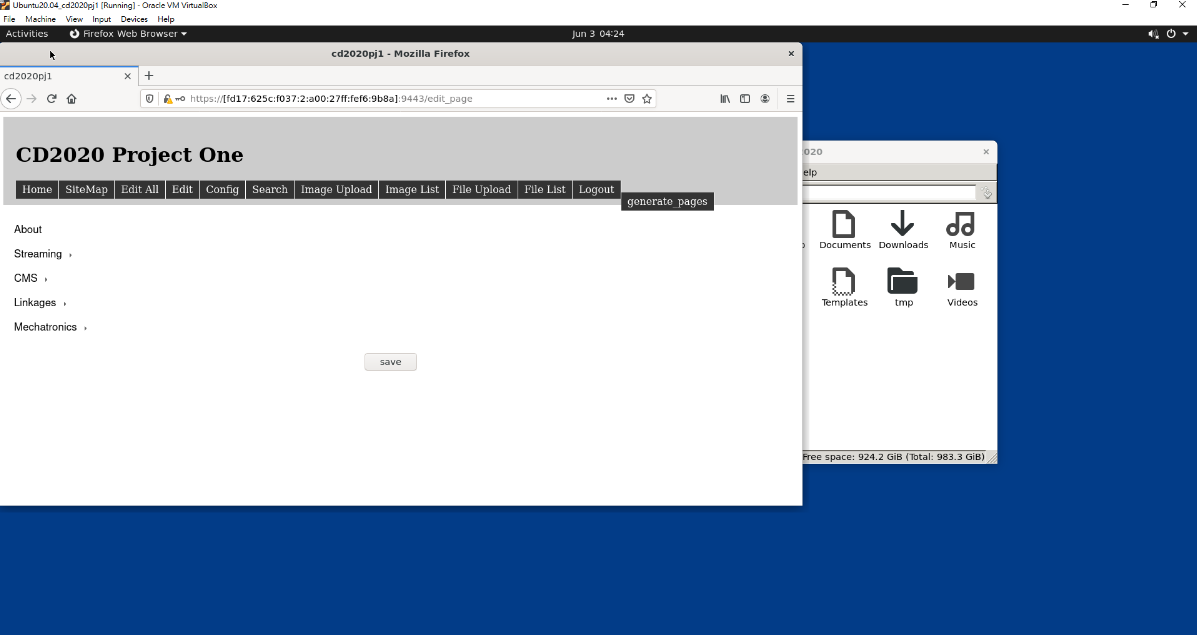 Ubuntu20.04_cd2020pj1 [Running] - Oracle VM VirtualBox
File Machine View Input Devices Help
Activities Firefox Web Browser Jun 3 04:24
cd2020pj1 - Mozilla Firefox
cd2020pj1
https://[fd17:625c:f037:2:a00:27ff:fef6:9b8a]:9443/edit_page
CD2020 Project One
Home SiteMap Edit All Edit Config Search Image Upload Image List File Upload File List Logout
generate_pages
About
Streaming
CMS
Linkages
Mechatronics
save
020
elp
Documents Downloads Music
Templates tmp Videos
Free space: 924.2 GiB (Total: 983.3 GiB)